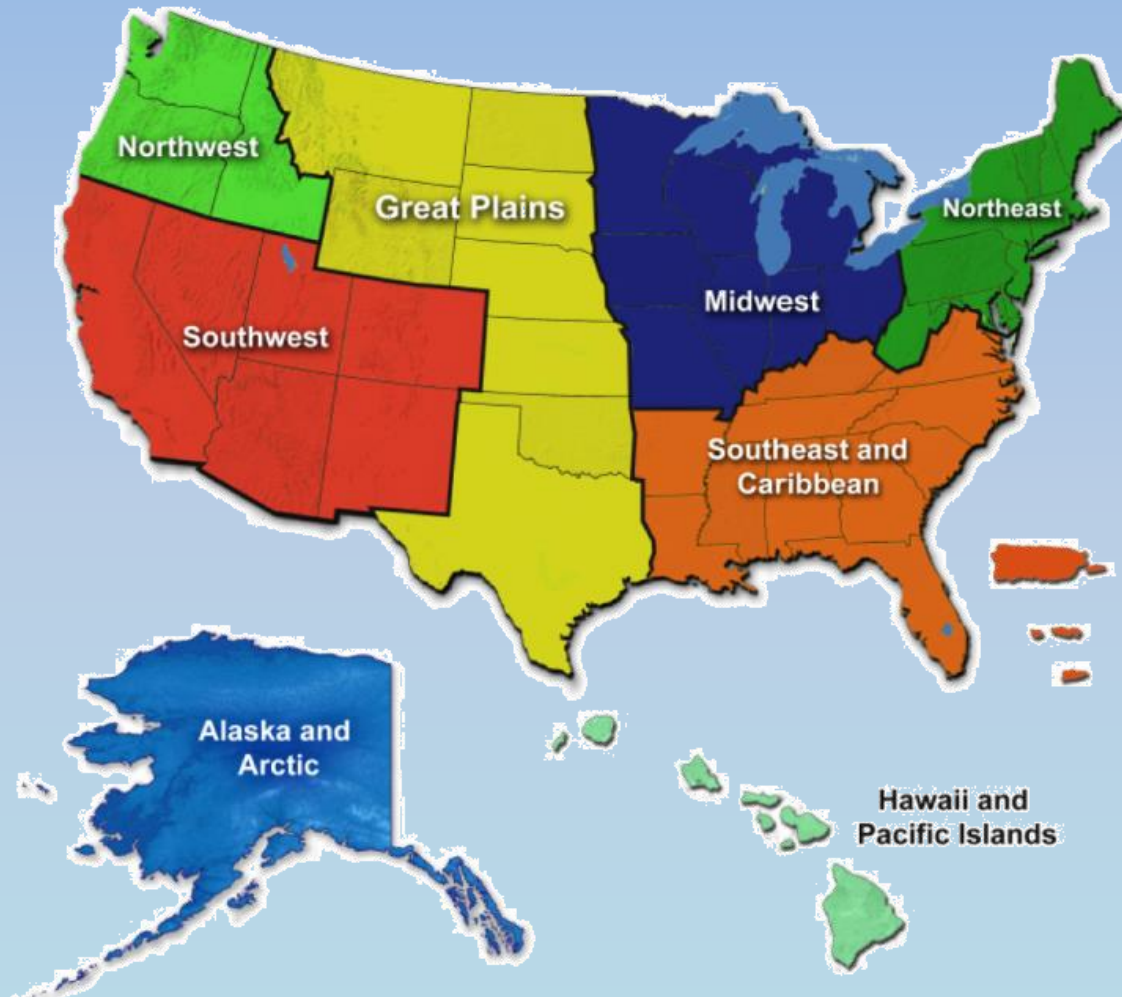 Northwest
Great Plains
Northeast
Midwest
Southwest
Southeast and
Caribbean
Alaska and
Arctic
Hawaii and
Pacific Islands